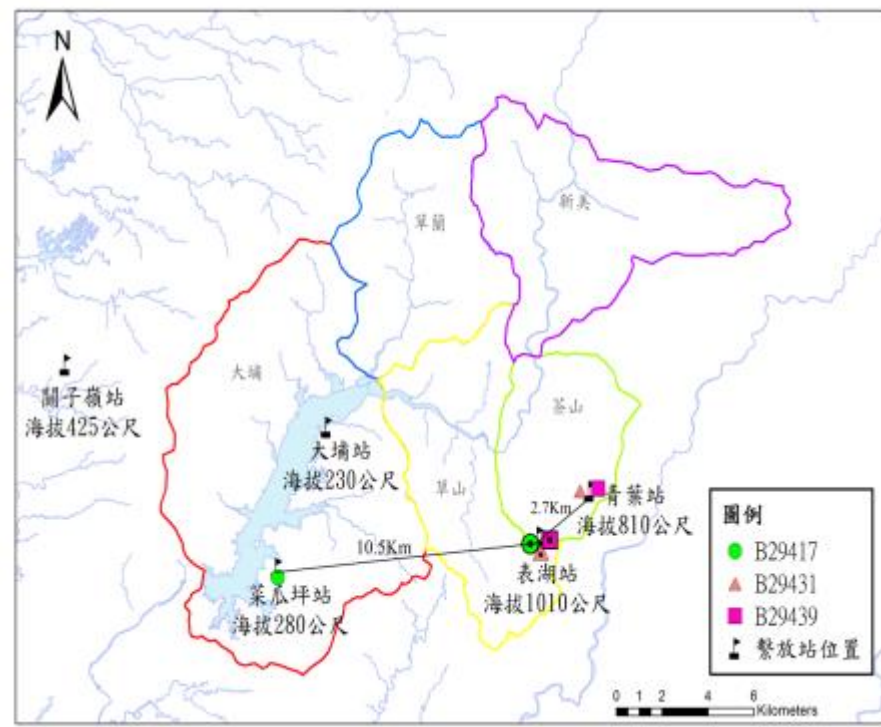 N
新美
草蘭
大埔
關子嶺站
海拔425公尺
茶山
大埔站
海拔230公尺
草山
2.7Km
青葉站
海拔810公尺
10.5Km
表湖站
海拔1010公尺
菜瓜坪站
海拔280公尺
圖例
B29417
B29431
B29439
繫放站位置
0 1 2 4 6
Kilometers